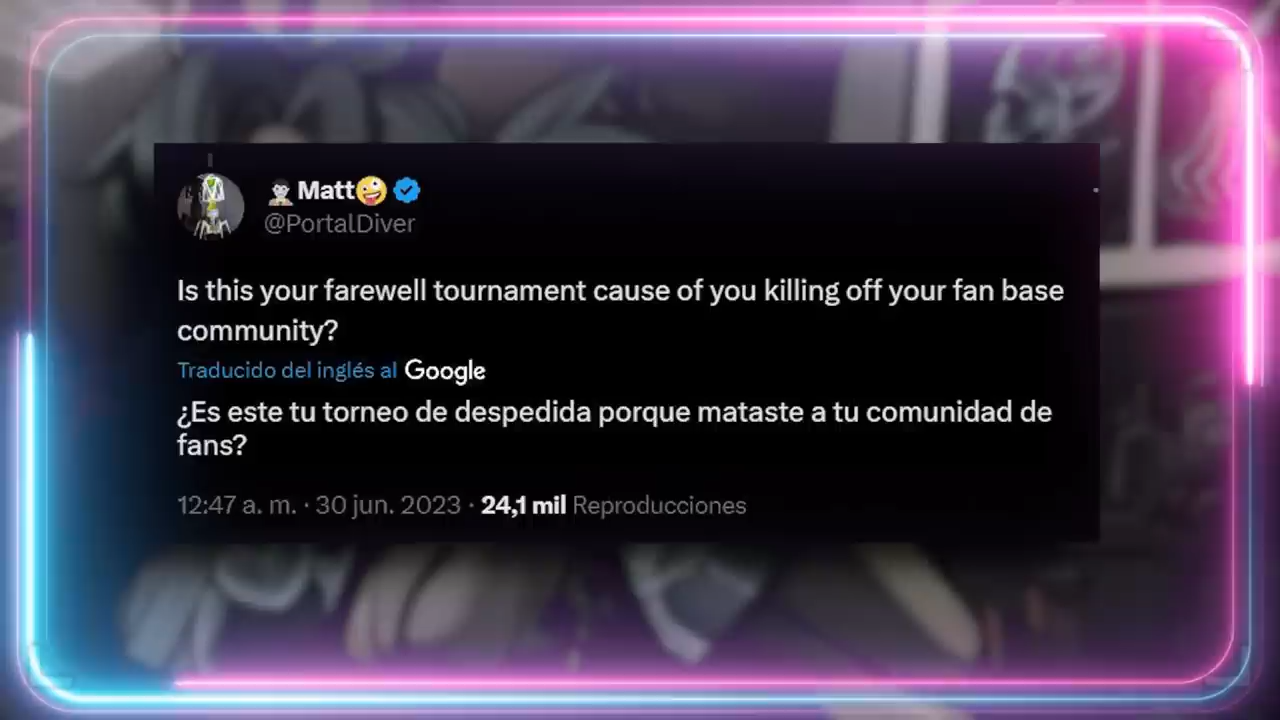 Matt
@PortalDiver
Is this your farewell tournament cause of you killing off your fan base
community?
Traducido del inglés al Google
¿Es este tu torneo de despedida porque mataste a tu comunidad de
fans?
12:47 a. m. · 30 jun. 2023 · 24,1 mil Reproducciones